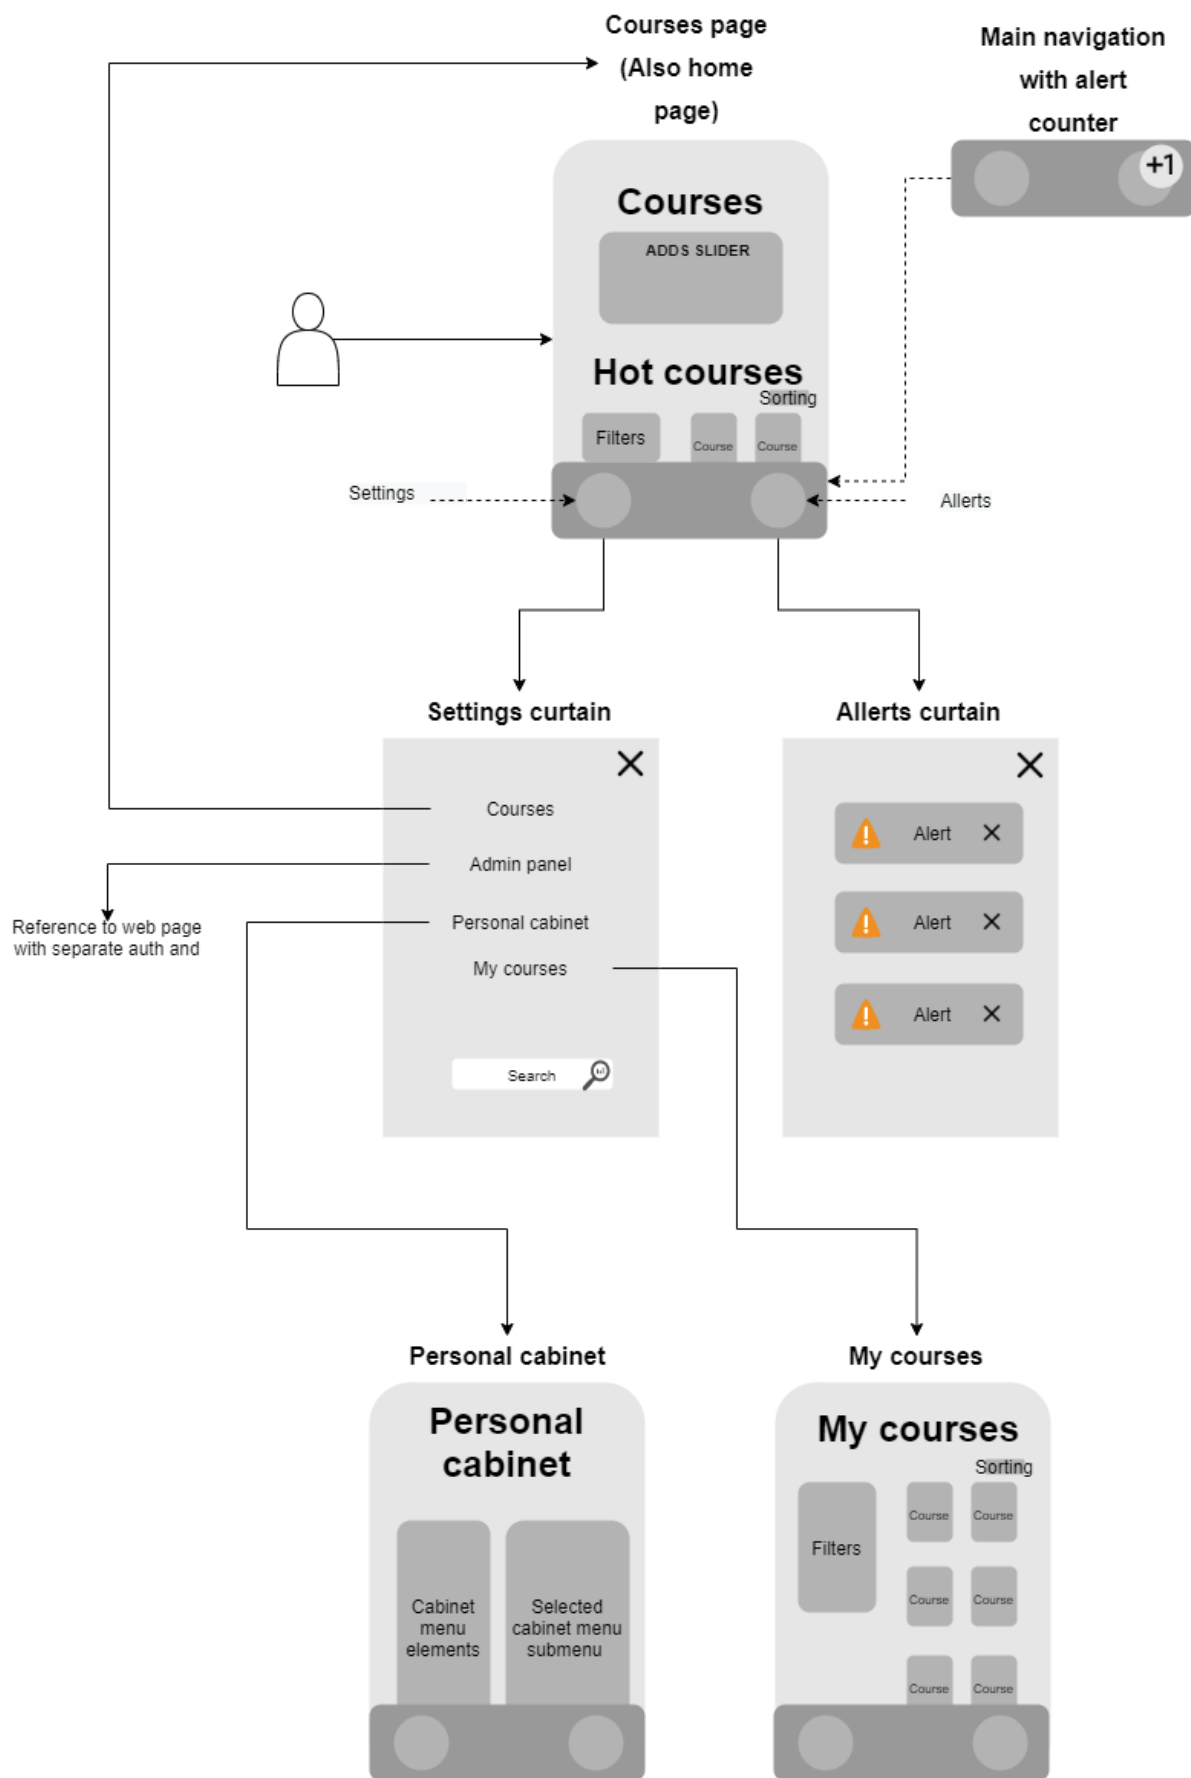 Courses page
(Also home
page)
Main navigation
with alert
counter
+1
Courses
ADDS SLIDER
Hot courses
Sorting
Filters
Course
Course
Settings
Allerts
Settings curtain
Courses
Admin panel
Personal cabinet
My courses
Search
Reference to web page
with separate auth and
Allerts curtain
Alert
Alert
Alert
Personal cabinet
Personal
cabinet
Cabinet
menu
elements
Selected
cabinet menu
submenu
My courses
My courses
Sorting
Filters
Course
Course
Course
Course
Course
Course